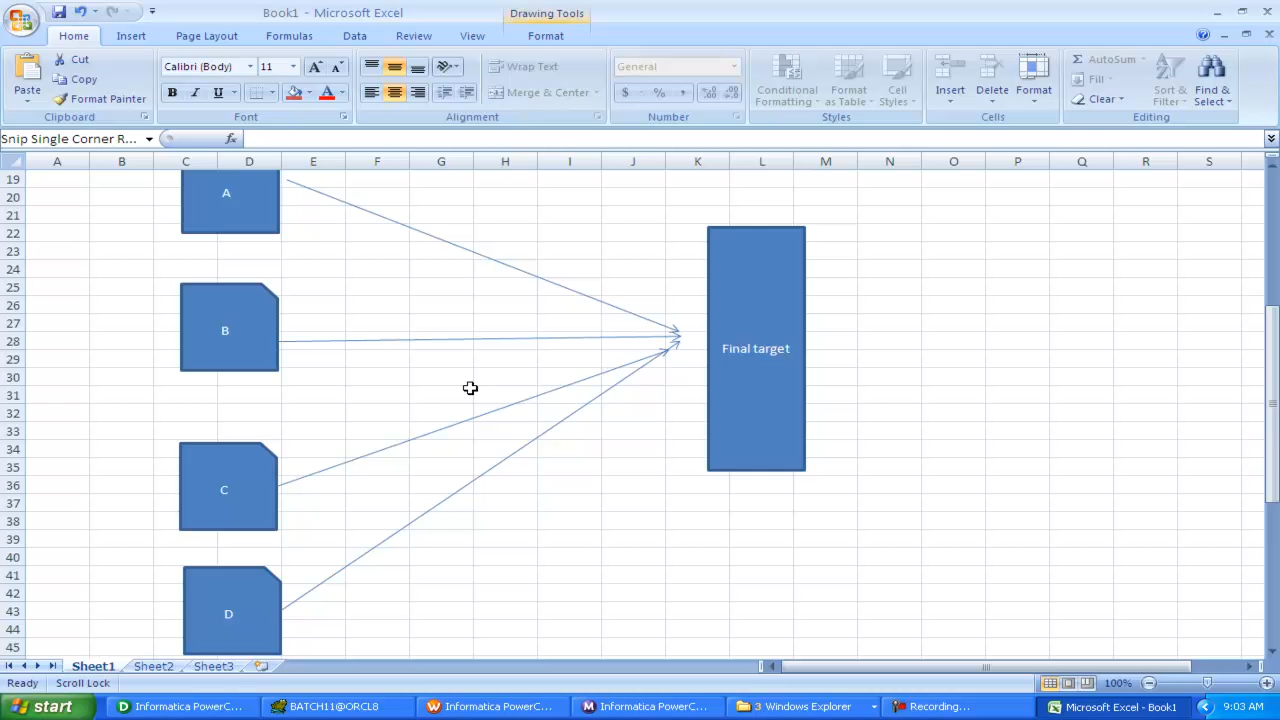 Book1 - Microsoft Excel
Drawing Tools
Home
Insert
Page Layout
Formulas
Data
Review
View
Format
Paste
Cut
Copy
Format Painter
Clipboard
Calibri (Body)
11
A
A
B
I
U
A
Font
Wrap Text
Merge & Center
Alignment
General
$
%
,
Number
Conditional
Formatting
Format
as Table
Cell
Styles
Styles
Insert
Delete
Format
Cells
Σ AutoSum
Fill
Clear
Sort &
Filter
Find &
Select
Editing
Snip Single Corner R...
fx
A B C D E F G H I J K L M N O P Q R S
19
20
21
22
23
24
25
26
27
28
29
30
31
32
33
34
35
36
37
38
39
40
41
42
43
44
45
A
B
C
D
Final target
Sheet1
Sheet2
Sheet3
Ready
Scroll Lock
100%
start
Informatica PowerC...
BATCH11@ORCL8
Informatica PowerC...
Informatica PowerC...
3 Windows Explorer
Recording...
Microsoft Excel - Book1
9:03 AM